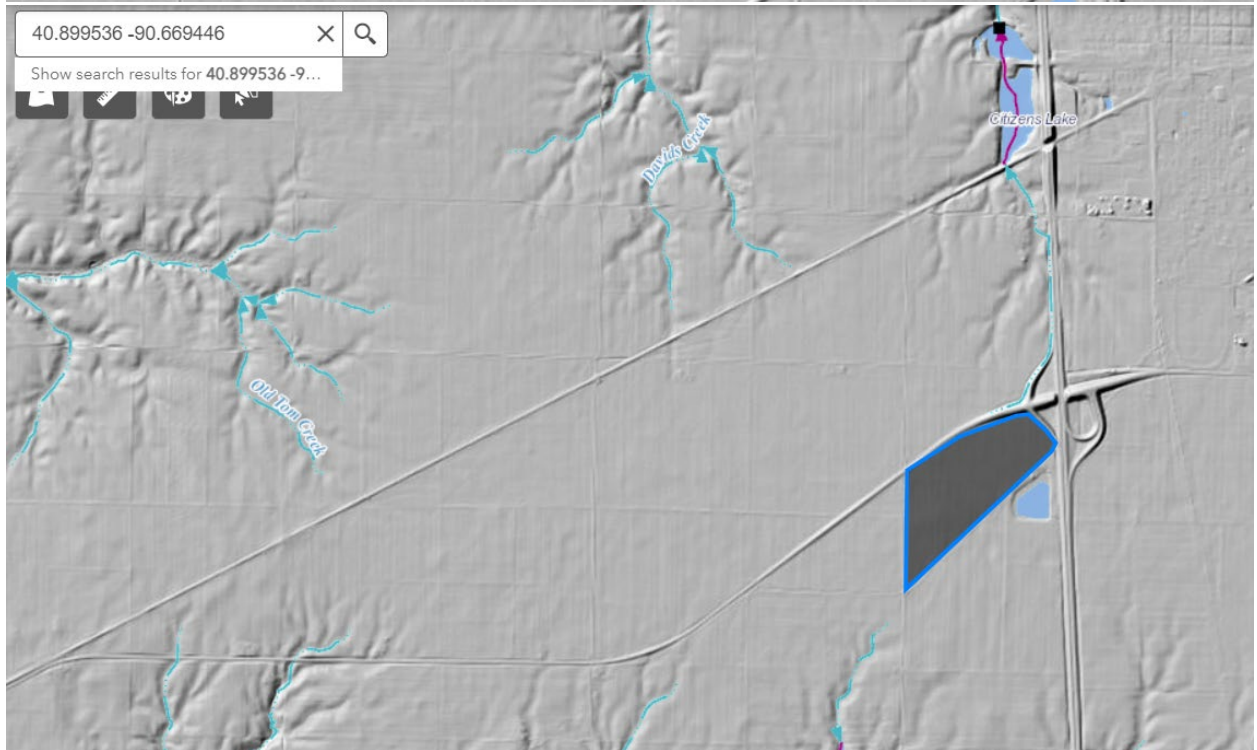 40.899536 -90.669446
Show search results for 40.899536 -9...
Citizens Lake
Davids Creek
Old Tom Creek